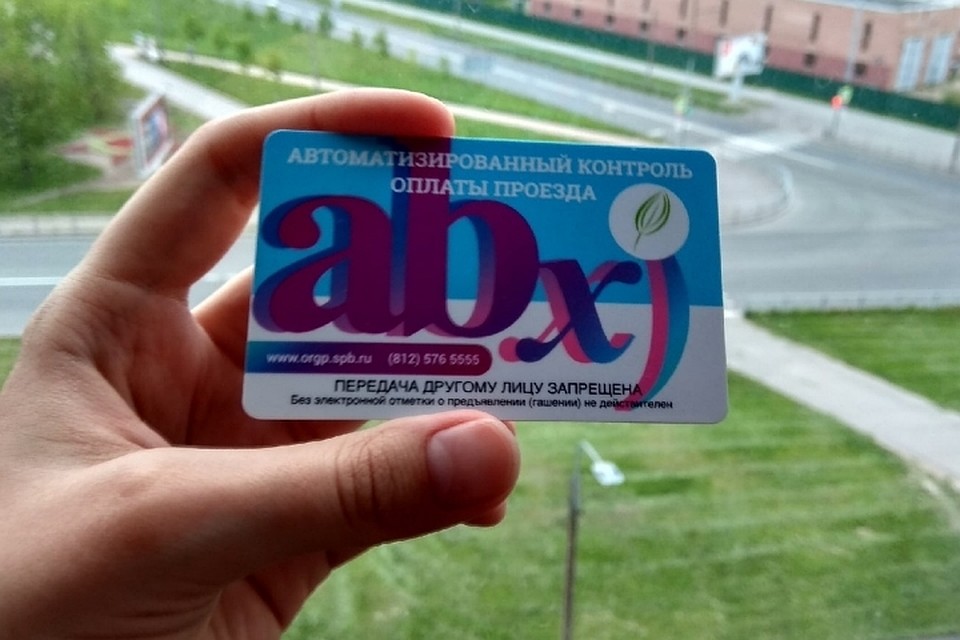 АВТОМАТИЗИРОВАННЫЙ КОНТРОЛЬ
ОПЛАТЫ ПРОЕЗДА
abx)
www.orgp.spb.ru (812) 576 5555
ПЕРЕДАЧА ДРУГОМУ ЛИЦУ ЗАПРЕЩЕНА
Без электронной отметки о предъявлении (гашении) не действителен